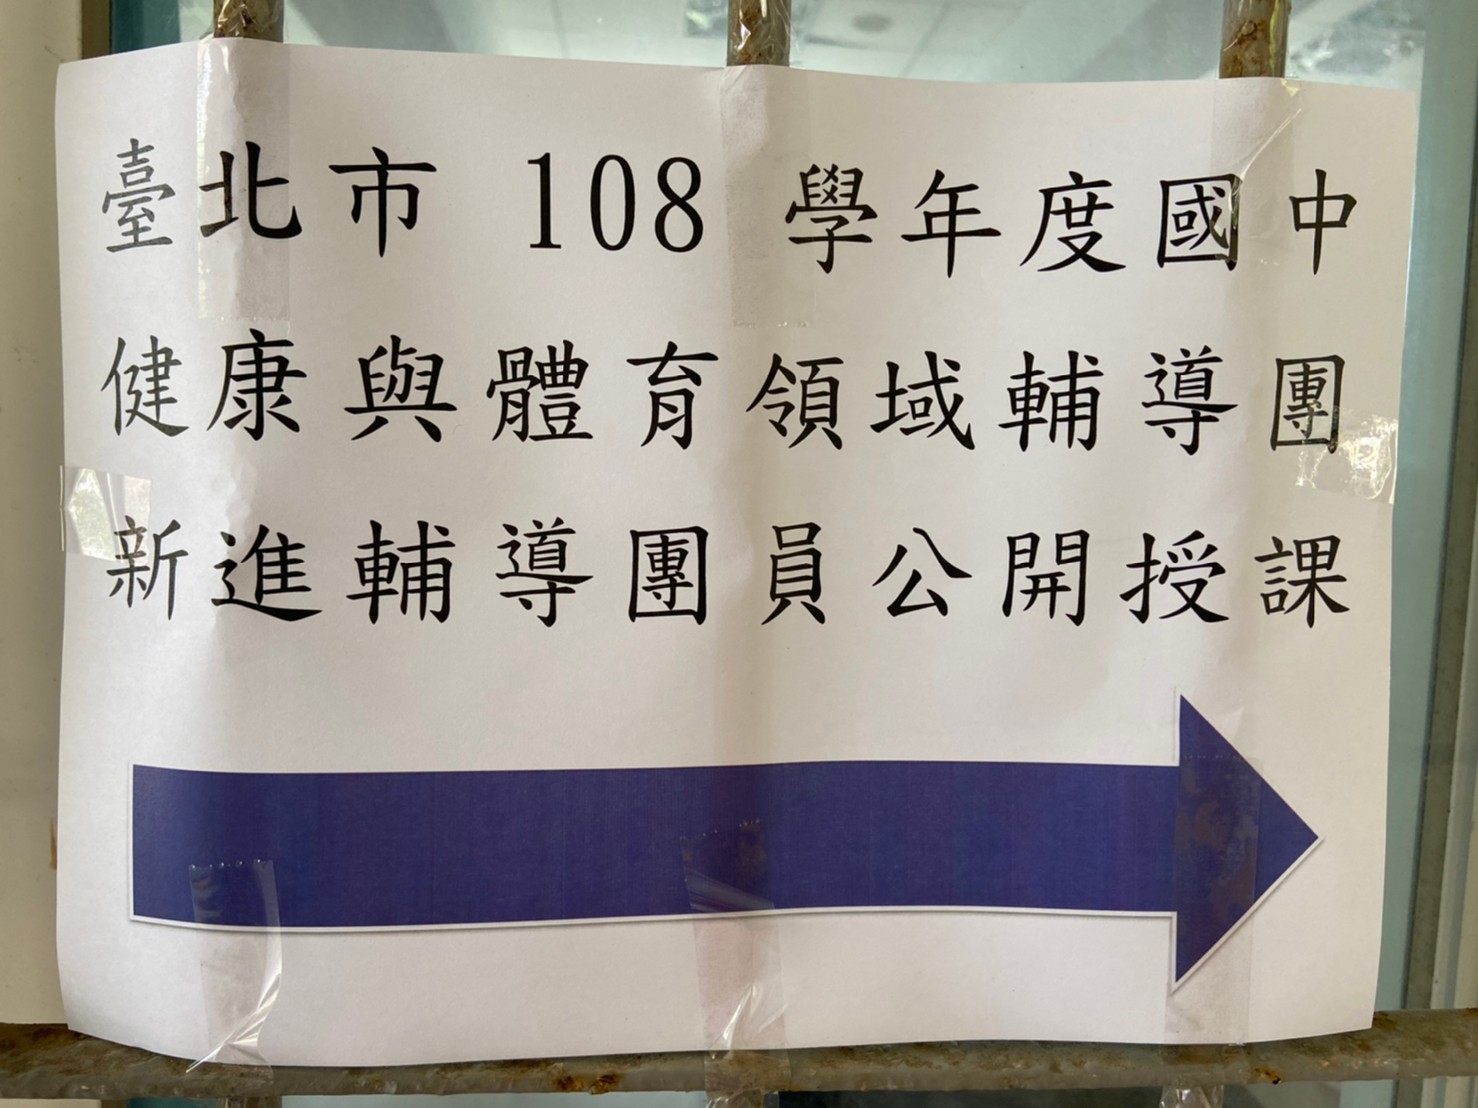 臺北市 108 學年度國中
健康與體育領域輔導團
新進輔導團員公開授課